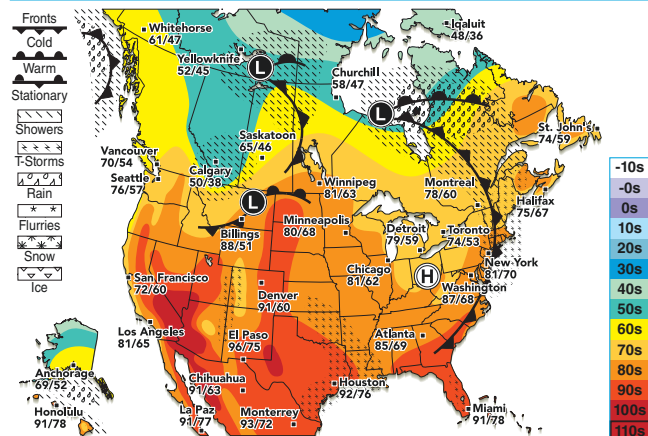 Fronts
Cold
Warm
Stationary
Showers
T-Storms
Rain
Flurries
Snow
Ice
Whitehorse
61/47
Yellowknife
52/45
L
Iqaluit
48/36
Churchill
58/47
L
Saskatoon
65/46
St. John's
74/59
Vancouver
70/54
Seattle
76/57
Calgary
50/38
Winnipeg
81/63
Montreal
78/60
Halifax
75/67
L
Billings
88/51
Minneapolis
80/68
Detroit
79/59
Toronto
74/53
New York
81/70
Chicago
81/62
H
Washington
87/68
San Francisco
72/60
Denver
91/60
Los Angeles
81/65
El Paso
96/75
Atlanta
85/69
Anchorage
69/52
Chihuahua
91/63
Houston
92/76
Honolulu
91/78
La Paz
91/77
Monterrey
93/72
Miami
91/78
-10s
-0s
0s
10s
20s
30s
40s
50s
60s
70s
80s
90s
100s
110s